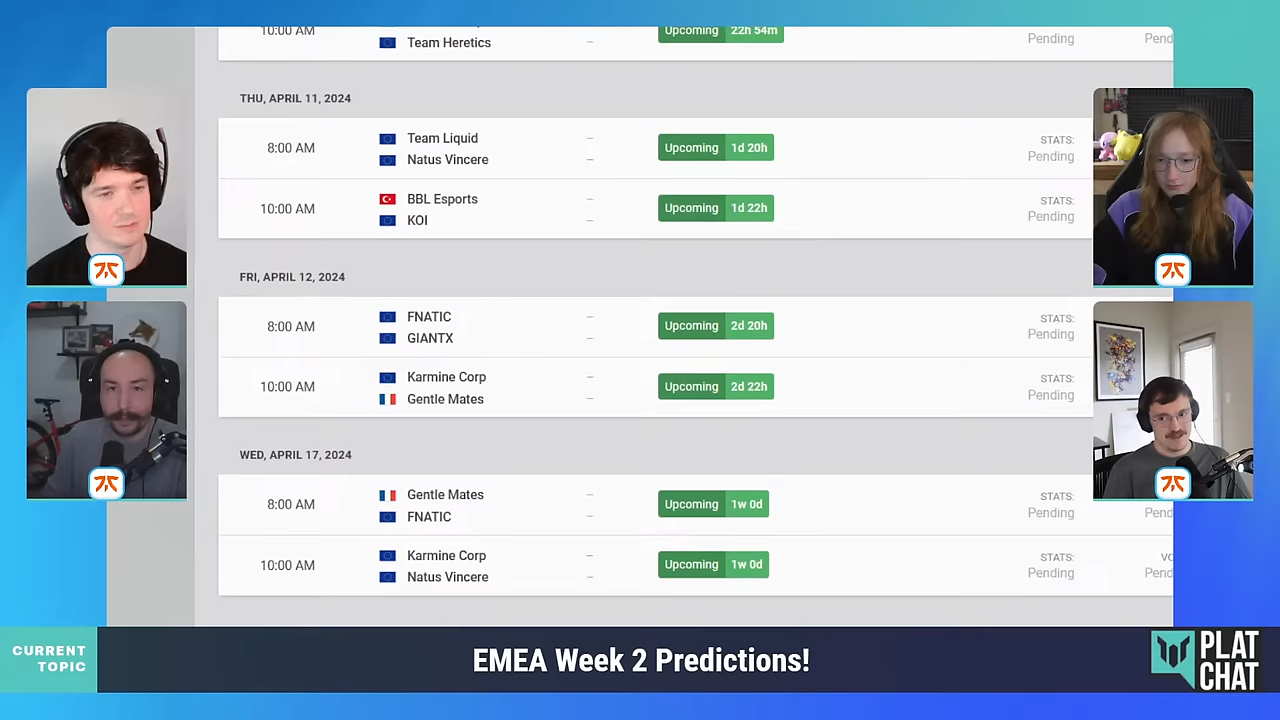 10:00 AM
Team Heretics
–
Upcoming 22h 54m
Pending
Pend
THU, APRIL 11, 2024
8:00 AM
Team Liquid –
Natus Vincere –
Upcoming 1d 20h
STATS:
Pending
10:00 AM
BBL Esports –
KOI –
Upcoming 1d 22h
STATS:
Pending
FRI, APRIL 12, 2024
8:00 AM
FNATIC –
GIANTX –
Upcoming 2d 20h
STATS:
Pending
10:00 AM
Karmine Corp –
Gentle Mates –
Upcoming 2d 22h
STATS:
Pending
WED, APRIL 17, 2024
8:00 AM
Gentle Mates –
FNATIC –
Upcoming 1w 0d
STATS:
Pending
Pend
10:00 AM
Karmine Corp –
Natus Vincere –
Upcoming 1w 0d
STATS:
Pending
VO
Pend
CURRENT
TOPIC
EMEA Week 2 Predictions!
PLAT
CHAT